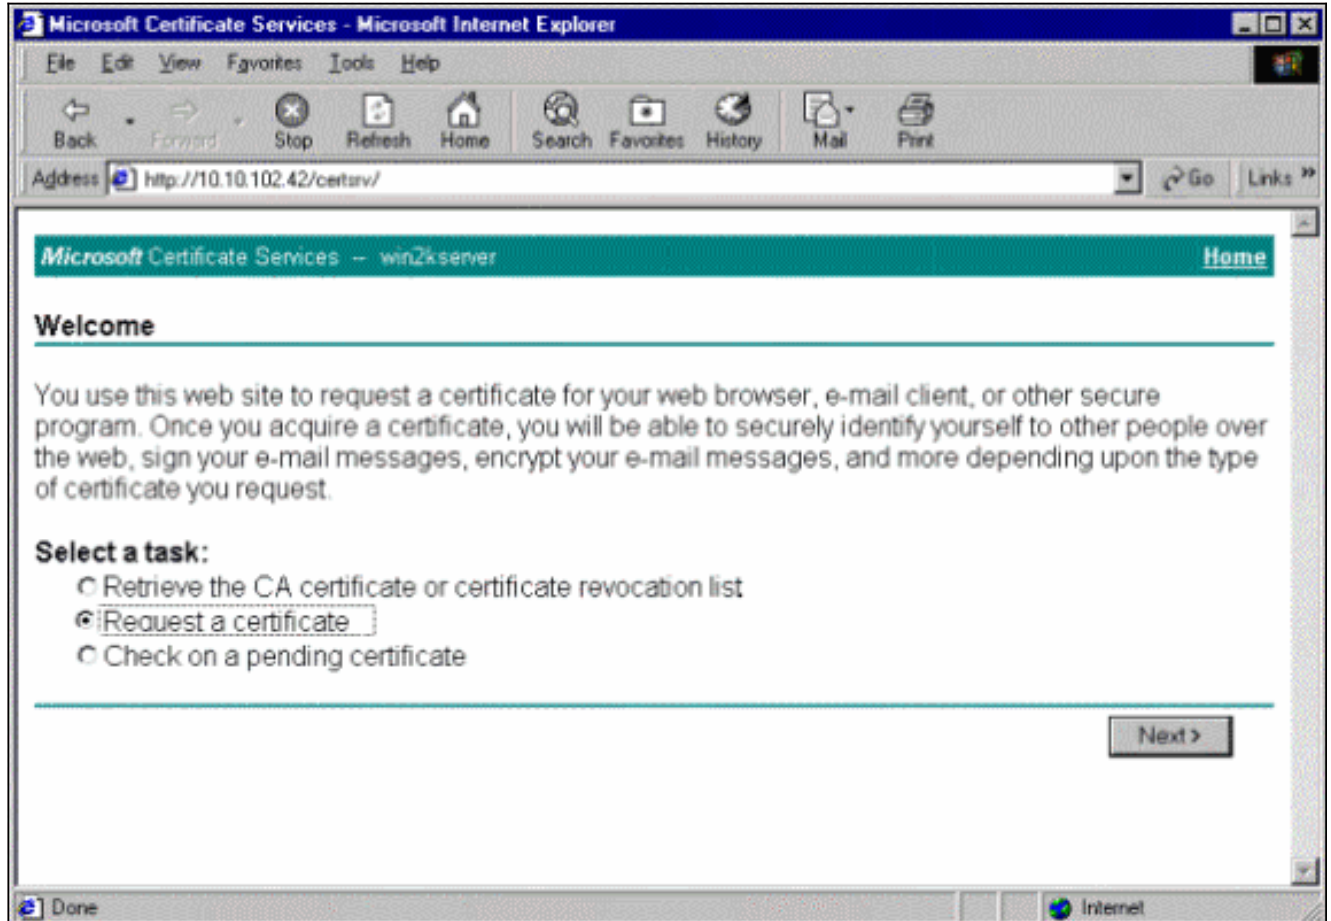 Microsoft Certificate Services - Microsoft Internet Explorer
File Edit View Favorites Tools Help
Back Forward Stop Refresh Home Search Favorites History Mail Print
Address http://10.10.102.42/certsrv/ Go Links »
Microsoft Certificate Services -- win2kserver Home
Welcome
You use this web site to request a certificate for your web browser, e-mail client, or other secure
program. Once you acquire a certificate, you will be able to securely identify yourself to other people over
the web, sign your e-mail messages, encrypt your e-mail messages, and more depending upon the type
of certificate you request.
Select a task:
Retrieve the CA certificate or certificate revocation list
Request a certificate
Check on a pending certificate
Next >
Done Internet